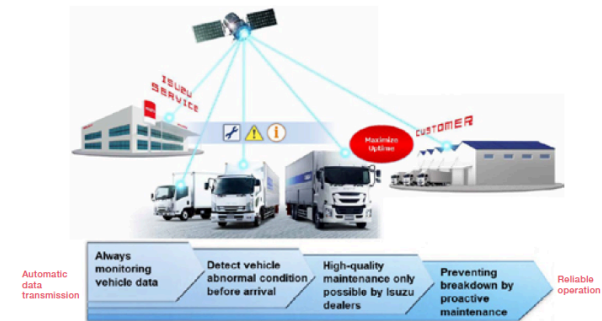 ISUZU
SERVICE
CUSTOMER
Maximize
Uptime
Automatic
data
transmission
Always
monitoring
vehicle data
Detect vehicle
abnormal condition
before arrival
High-quality
maintenance only
possible by Isuzu
dealers
Preventing
breakdown by
proactive
maintenance
Reliable
operation